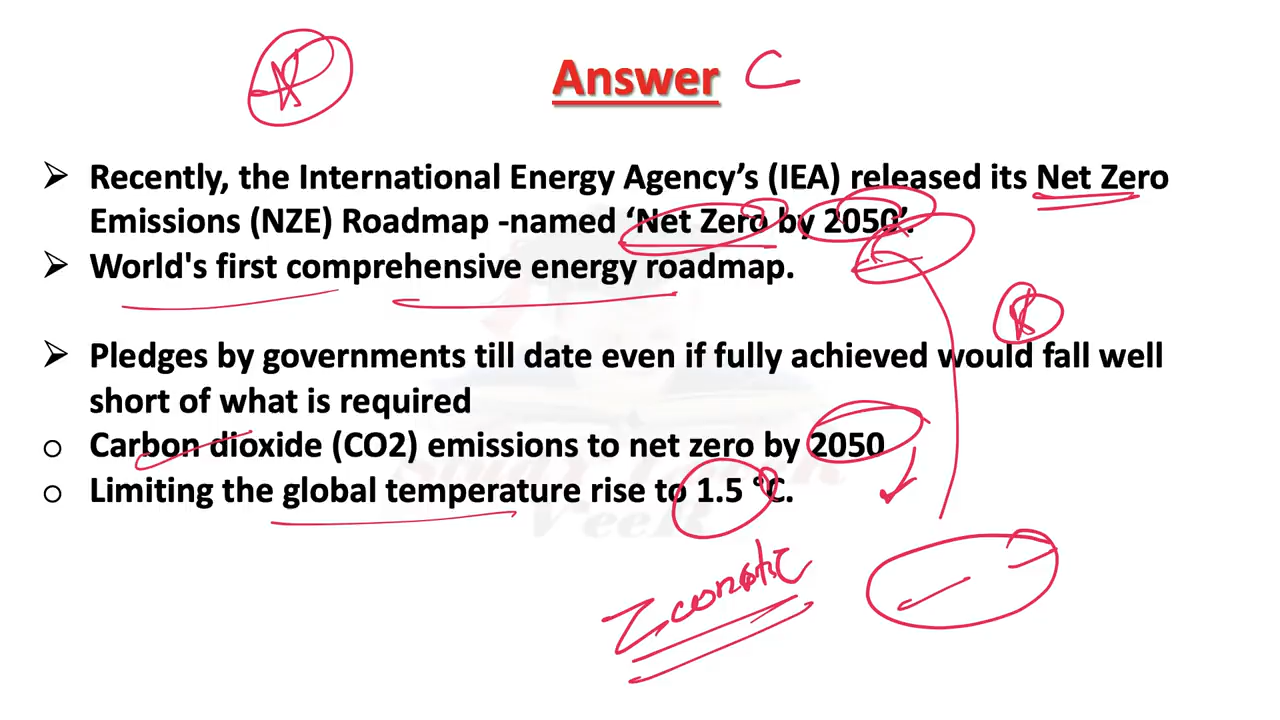 Answer C
➢ Recently, the International Energy Agency’s (IEA) released its Net Zero
Emissions (NZE) Roadmap -named ‘Net Zero by 2050’.
➢ World's first comprehensive energy roadmap.
➢ Pledges by governments till date even if fully achieved would fall well
short of what is required
o Carbon dioxide (CO2) emissions to net zero by 2050
o Limiting the global temperature rise to 1.5 °C.
VeeR